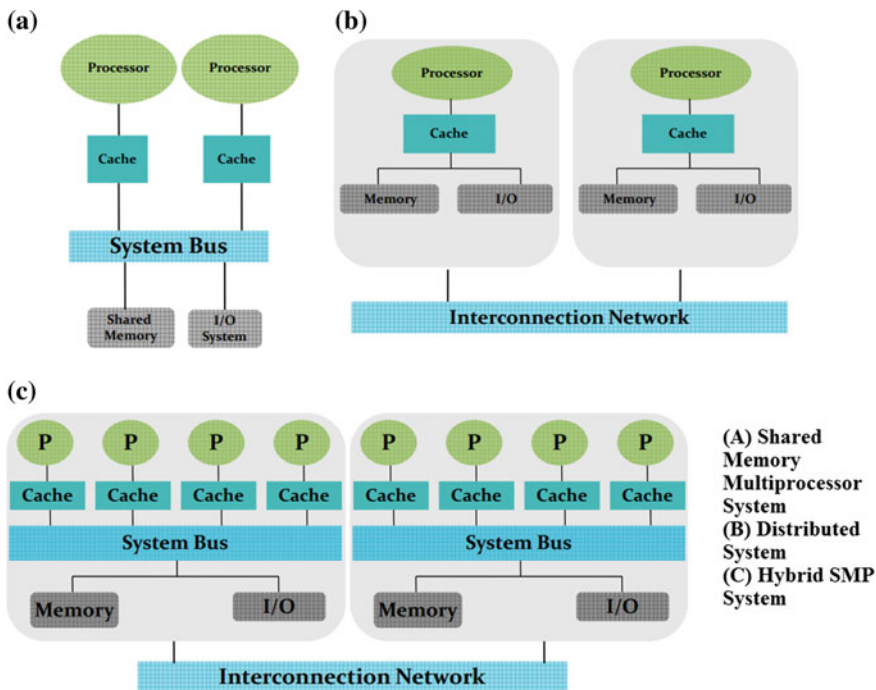 (a)
Processor Processor
Cache Cache
System Bus
Shared
Memory
I/O
System
(b)
Processor Processor
Cache Cache
Memory I/O Memory I/O
Interconnection Network
(c)
P P P P P P P P
Cache Cache Cache Cache Cache Cache Cache Cache
System Bus System Bus
Memory I/O Memory I/O
Interconnection Network
(A) Shared
Memory
Multiprocessor
System
(B) Distributed
System
(C) Hybrid SMP
System